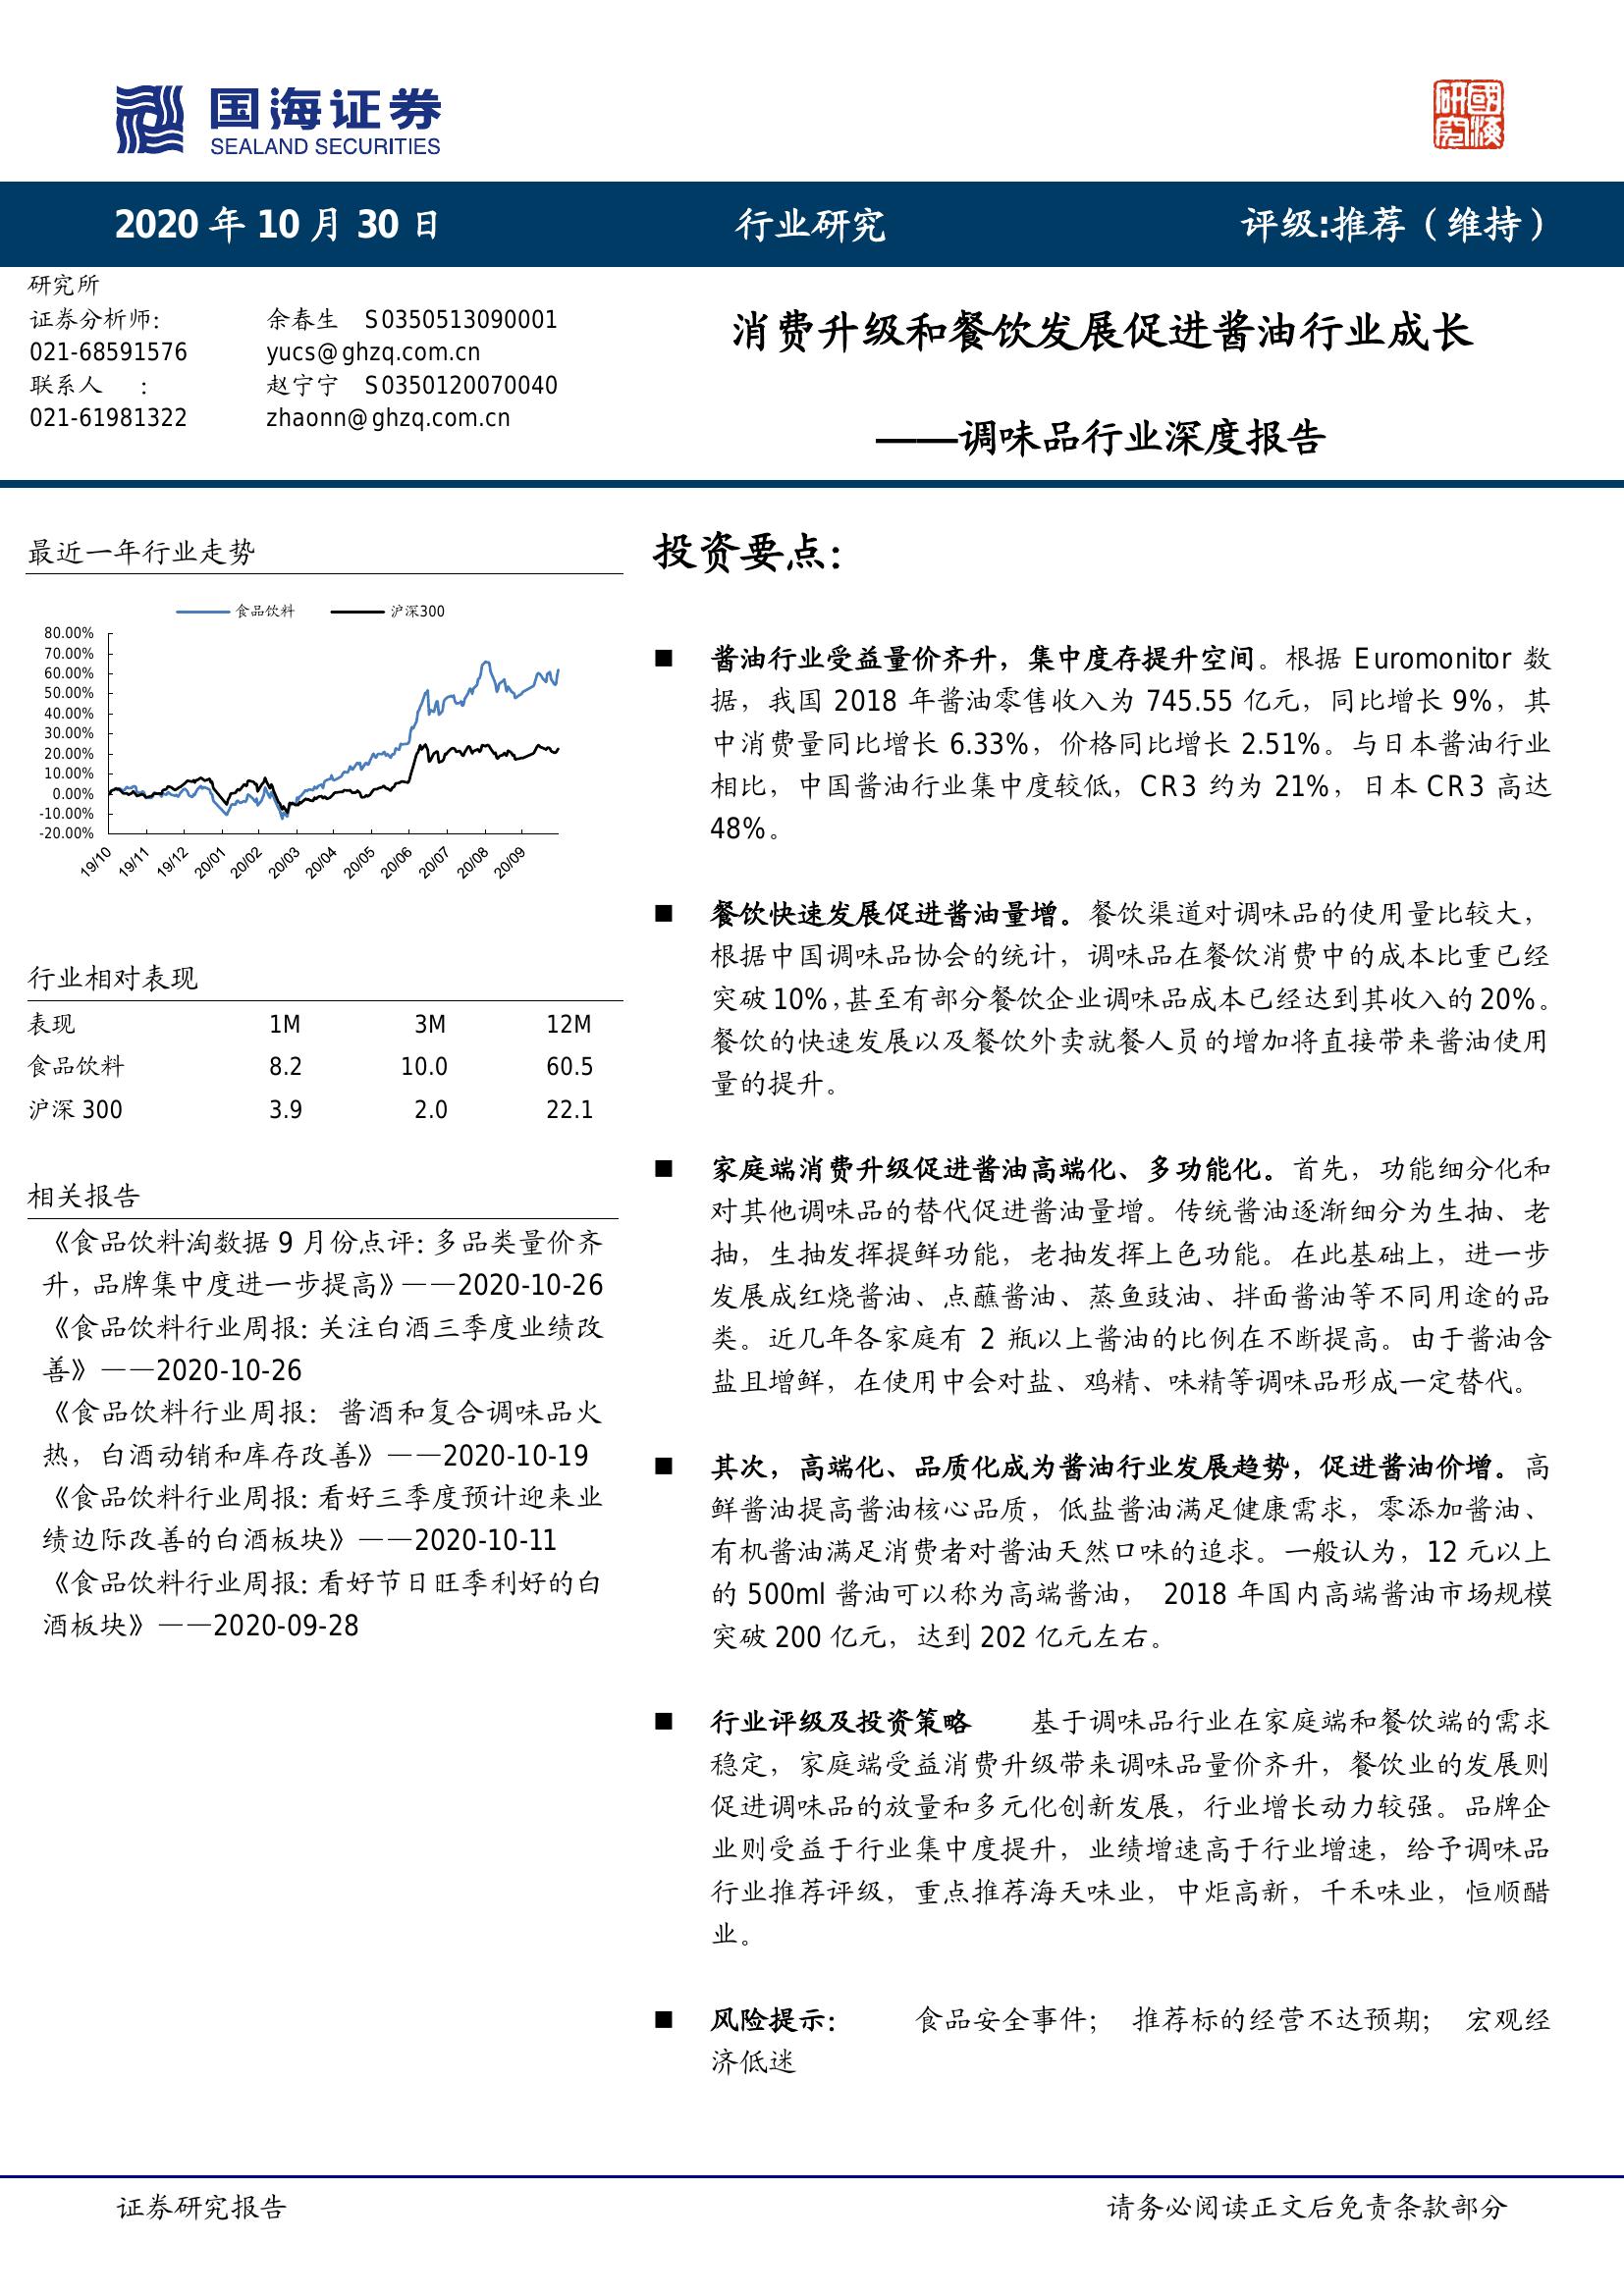 国海证券
SEALAND SECURITIES
國海研究
2020 年 10 月 30 日 行业研究 评级:推荐（维持）
研究所
证券分析师: 余春生 S0350513090001
021-68591576 yucs@ghzq.com.cn
联系人 : 赵宁宁 S0350120070040
021-61981322 zhaonn@ghzq.com.cn
消费升级和餐饮发展促进酱油行业成长
——调味品行业深度报告
最近一年行业走势
食品饮料 沪深300
80.00%
70.00%
60.00%
50.00%
40.00%
30.00%
20.00%
10.00%
0.00%
-10.00%
-20.00%
19/10 19/11 19/12 20/01 20/02 20/03 20/04 20/05 20/06 20/07 20/08 20/09
行业相对表现
表现 1M 3M 12M
食品饮料 8.2 10.0 60.5
沪深 300 3.9 2.0 22.1
相关报告
《食品饮料淘数据 9 月份点评：多品类量价齐
升，品牌集中度进一步提高》——2020-10-26
《食品饮料行业周报：关注白酒三季度业绩改
善》——2020-10-26
《食品饮料行业周报： 酱酒和复合调味品火
热，白酒动销和库存改善》——2020-10-19
《食品饮料行业周报：看好三季度预计迎来业
绩边际改善的白酒板块》——2020-10-11
《食品饮料行业周报：看好节日旺季利好的白
酒板块》——2020-09-28
投资要点：
■ 酱油行业受益量价齐升，集中度存提升空间。根据 Euromonitor 数
据，我国 2018 年酱油零售收入为 745.55 亿元，同比增长 9%，其
中消费量同比增长 6.33%，价格同比增长 2.51%。与日本酱油行业
相比，中国酱油行业集中度较低，CR3 约为 21%，日本 CR3 高达
48%。
■ 餐饮快速发展促进酱油量增。餐饮渠道对调味品的使用量比较大，
根据中国调味品协会的统计，调味品在餐饮消费中的成本比重已经
突破 10%，甚至有部分餐饮企业调味品成本已经达到其收入的 20%。
餐饮的快速发展以及餐饮外卖就餐人员的增加将直接带来酱油使用
量的提升。
■ 家庭端消费升级促进酱油高端化、多功能化。首先，功能细分化和
对其他调味品的替代促进酱油量增。传统酱油逐渐细分为生抽、老
抽，生抽发挥提鲜功能，老抽发挥上色功能。在此基础上，进一步
发展成红烧酱油、点蘸酱油、蒸鱼豉油、拌面酱油等不同用途的品
类。近几年各家庭有 2 瓶以上酱油的比例在不断提高。由于酱油含
盐且增鲜，在使用中会对盐、鸡精、味精等调味品形成一定替代。
■ 其次，高端化、品质化成为酱油行业发展趋势，促进酱油价增。高
鲜酱油提高酱油核心品质，低盐酱油满足健康需求，零添加酱油、
有机酱油满足消费者对酱油天然口味的追求。一般认为，12 元以上
的 500ml 酱油可以称为高端酱油， 2018 年国内高端酱油市场规模
突破 200 亿元，达到 202 亿元左右。
■ 行业评级及投资策略 基于调味品行业在家庭端和餐饮端的需求
稳定，家庭端受益消费升级带来调味品量价齐升，餐饮业的发展则
促进调味品的放量和多元化创新发展，行业增长动力较强。品牌企
业则受益于行业集中度提升，业绩增速高于行业增速，给予调味品
行业推荐评级，重点推荐海天味业，中炬高新，千禾味业，恒顺醋
业。
■ 风险提示： 食品安全事件； 推荐标的经营不达预期； 宏观经
济低迷
证券研究报告 请务必阅读正文后免责条款部分